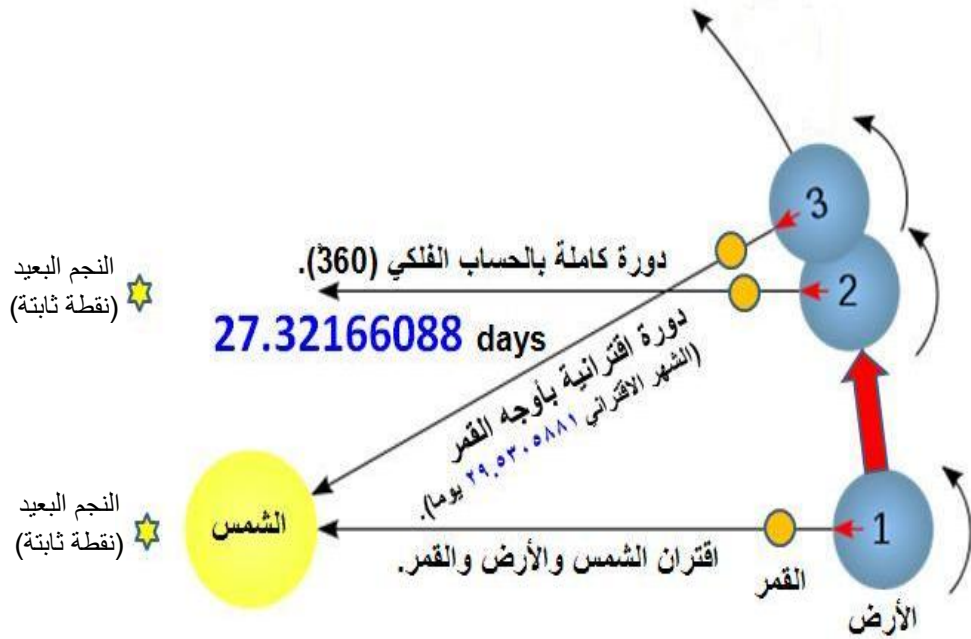 3
دورة كاملة بالحساب الفلكي (360).
النجم البعيد
(نقطة ثابتة)
2
27.32166088 days
دورة اقترانية بأوجه القمر
(الشهر الاقتراني ٢٩,٥٣٠٥٨٨١ يوما).
النجم البعيد
(نقطة ثابتة)
الشمس
1
اقتران الشمس والأرض والقمر.
القمر
الأرض